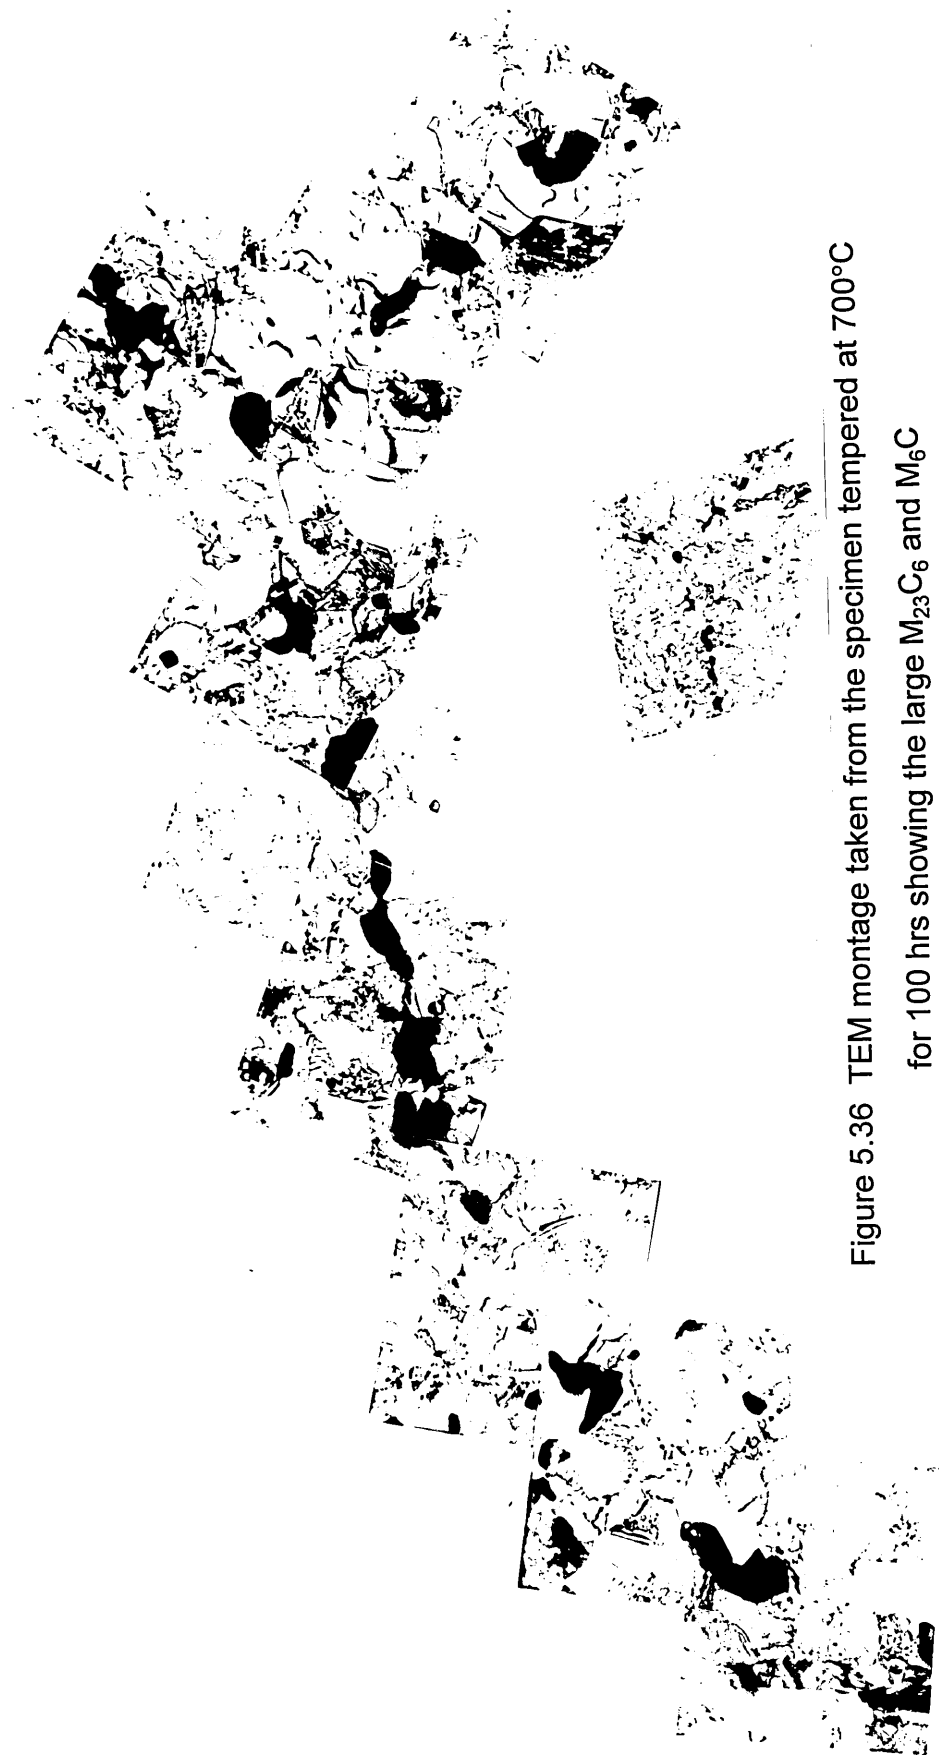 Figure 5.36 TEM montage taken from the specimen tempered at 700°C
for 100 hrs showing the large M₂₃C₆ and M₆C